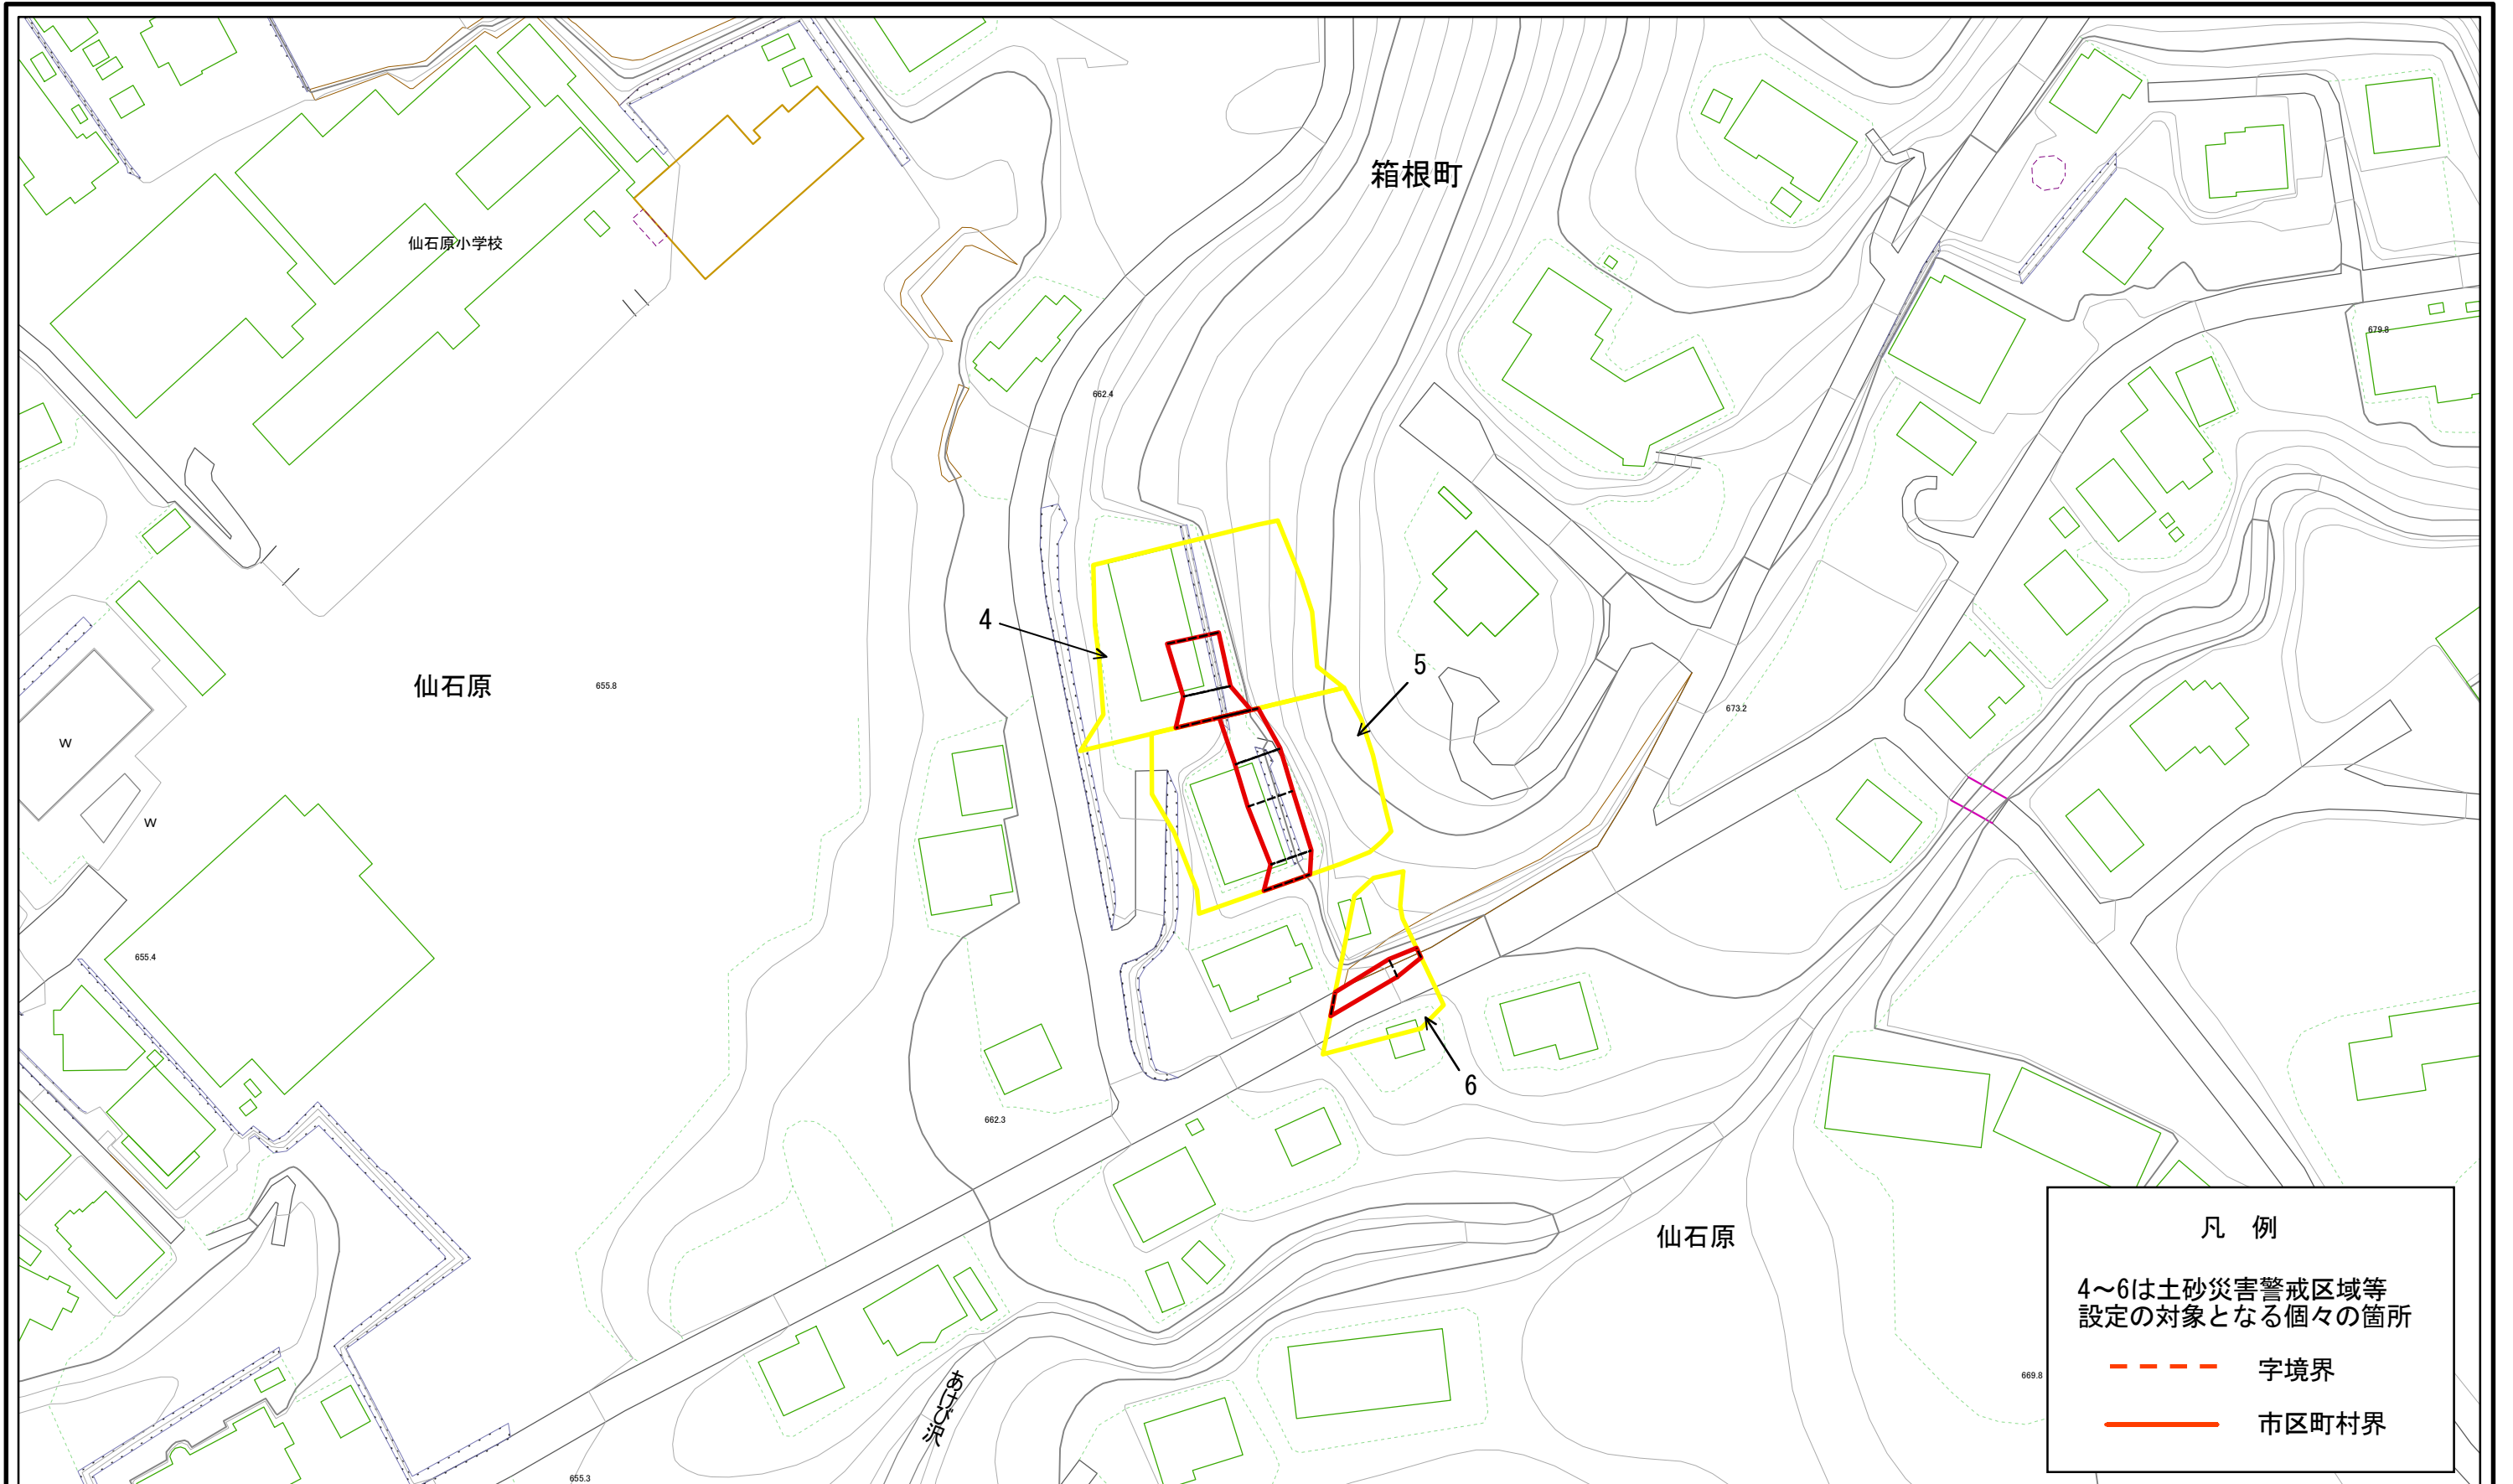 箱根町
仙石原小学校
679.8
662.4
4
5
仙石原
655.8
673.2
W
W
655.4
6
662.3
仙石原
凡　例
4～6は土砂災害警戒区域等
設定の対象となる個々の箇所
字境界
市区町村界
669.8
あけび沢
655.3